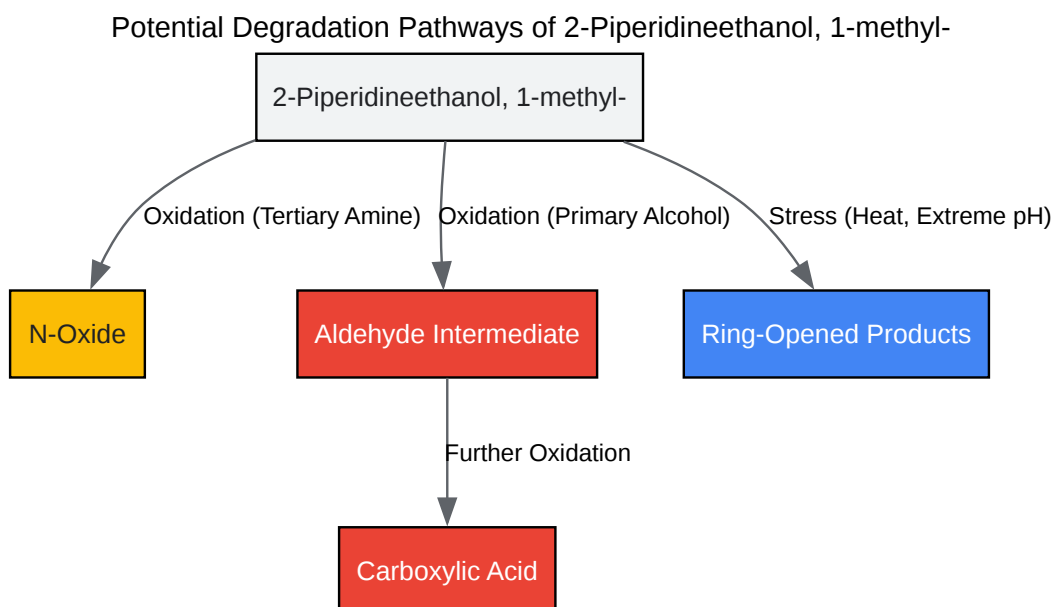 Potential Degradation Pathways of 2-Piperidineethanol, 1-methyl-
2-Piperidineethanol, 1-methyl-
Oxidation (Tertiary Amine)
Oxidation (Primary Alcohol)
Stress (Heat, Extreme pH)
N-Oxide
Aldehyde Intermediate
Ring-Opened Products
Further Oxidation
Carboxylic Acid